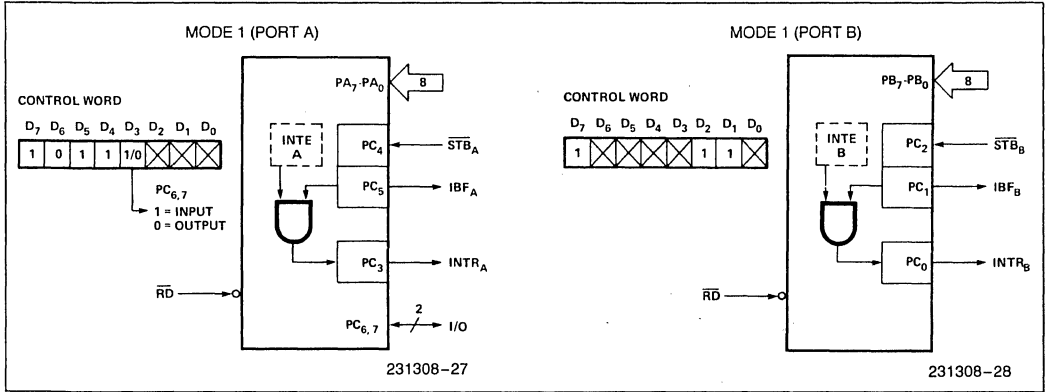 MODE 1 (PORT A)
CONTROL WORD
D7 D6 D5 D4 D3 D2 D1 D0
1 0 1 1 1/0
PC6,7
1 = INPUT
0 = OUTPUT
PA7-PA0
8
INTE
A
PC4
STBA
PC5
IBFA
PC3
INTRA
RD
PC6,7
2
I/O
231308-27
MODE 1 (PORT B)
CONTROL WORD
D7 D6 D5 D4 D3 D2 D1 D0
1 1 1
PB7-PB0
8
INTE
B
PC2
STBB
PC1
IBFB
PC0
INTRB
RD
231308-28